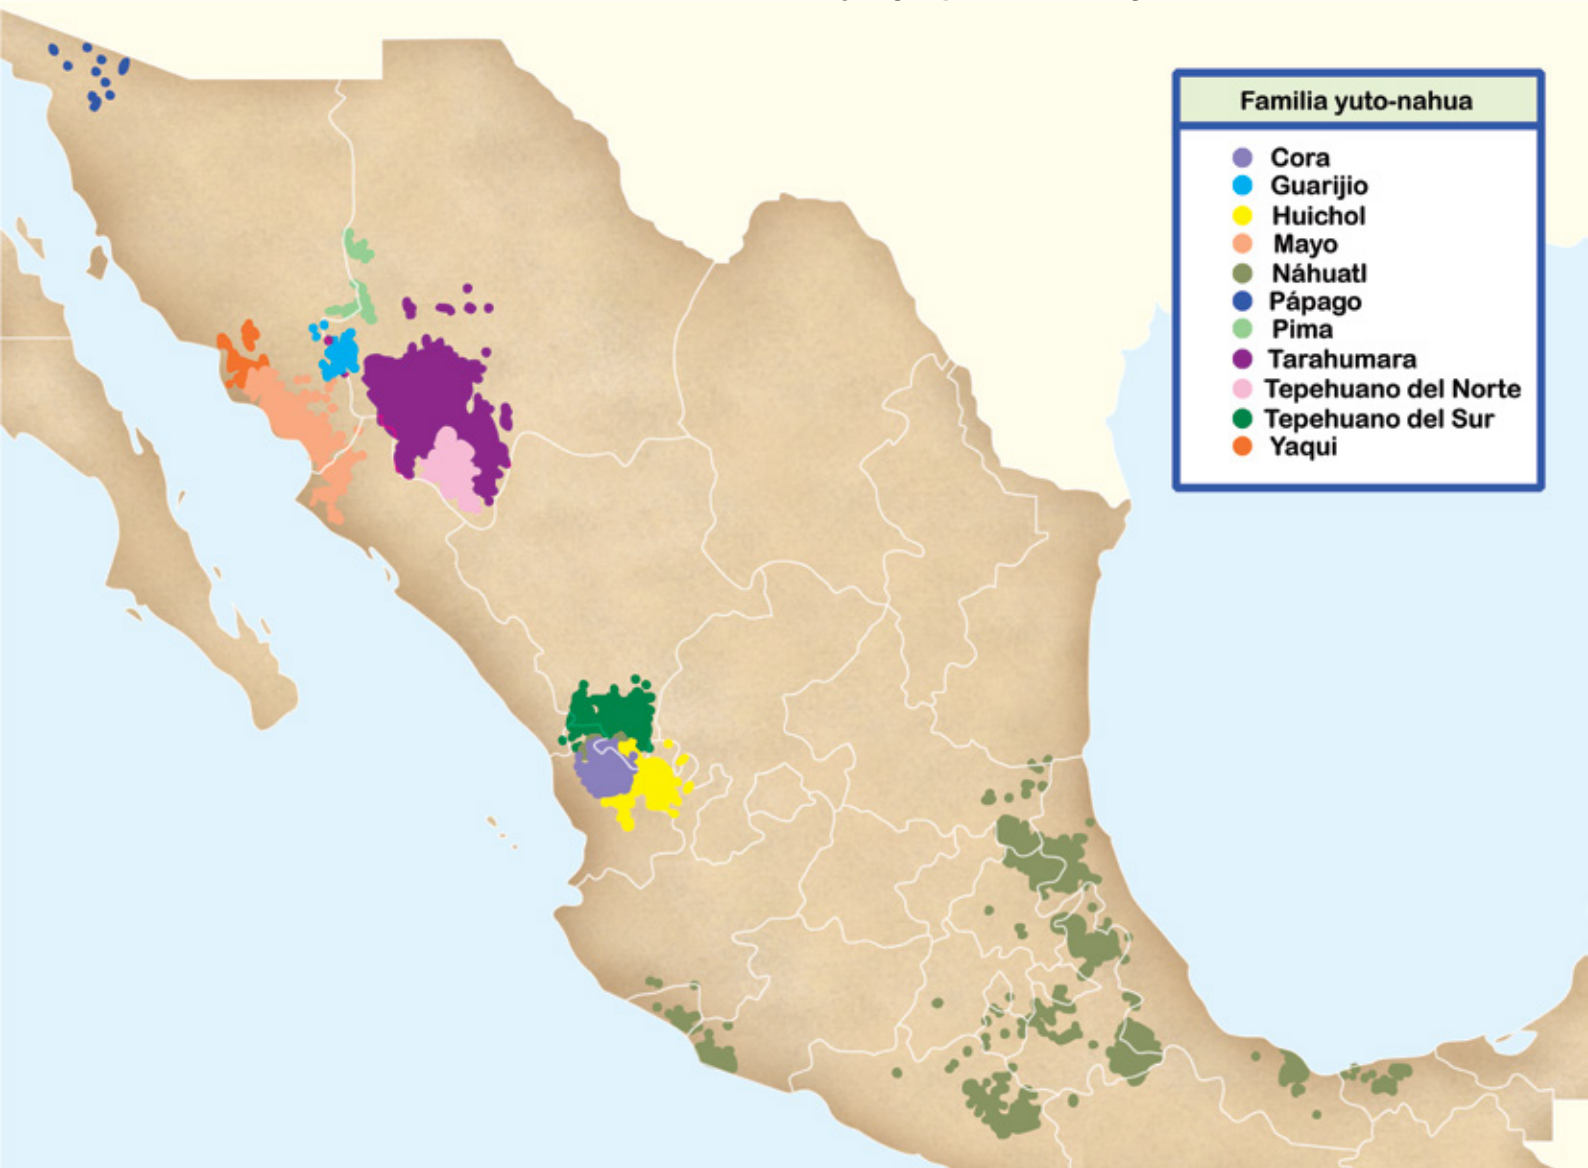 Familia yuto-nahua
Cora
Guarijio
Huichol
Mayo
Náhuatl
Pápago
Pima
Tarahumara
Tepehuano del Norte
Tepehuano del Sur
Yaqui